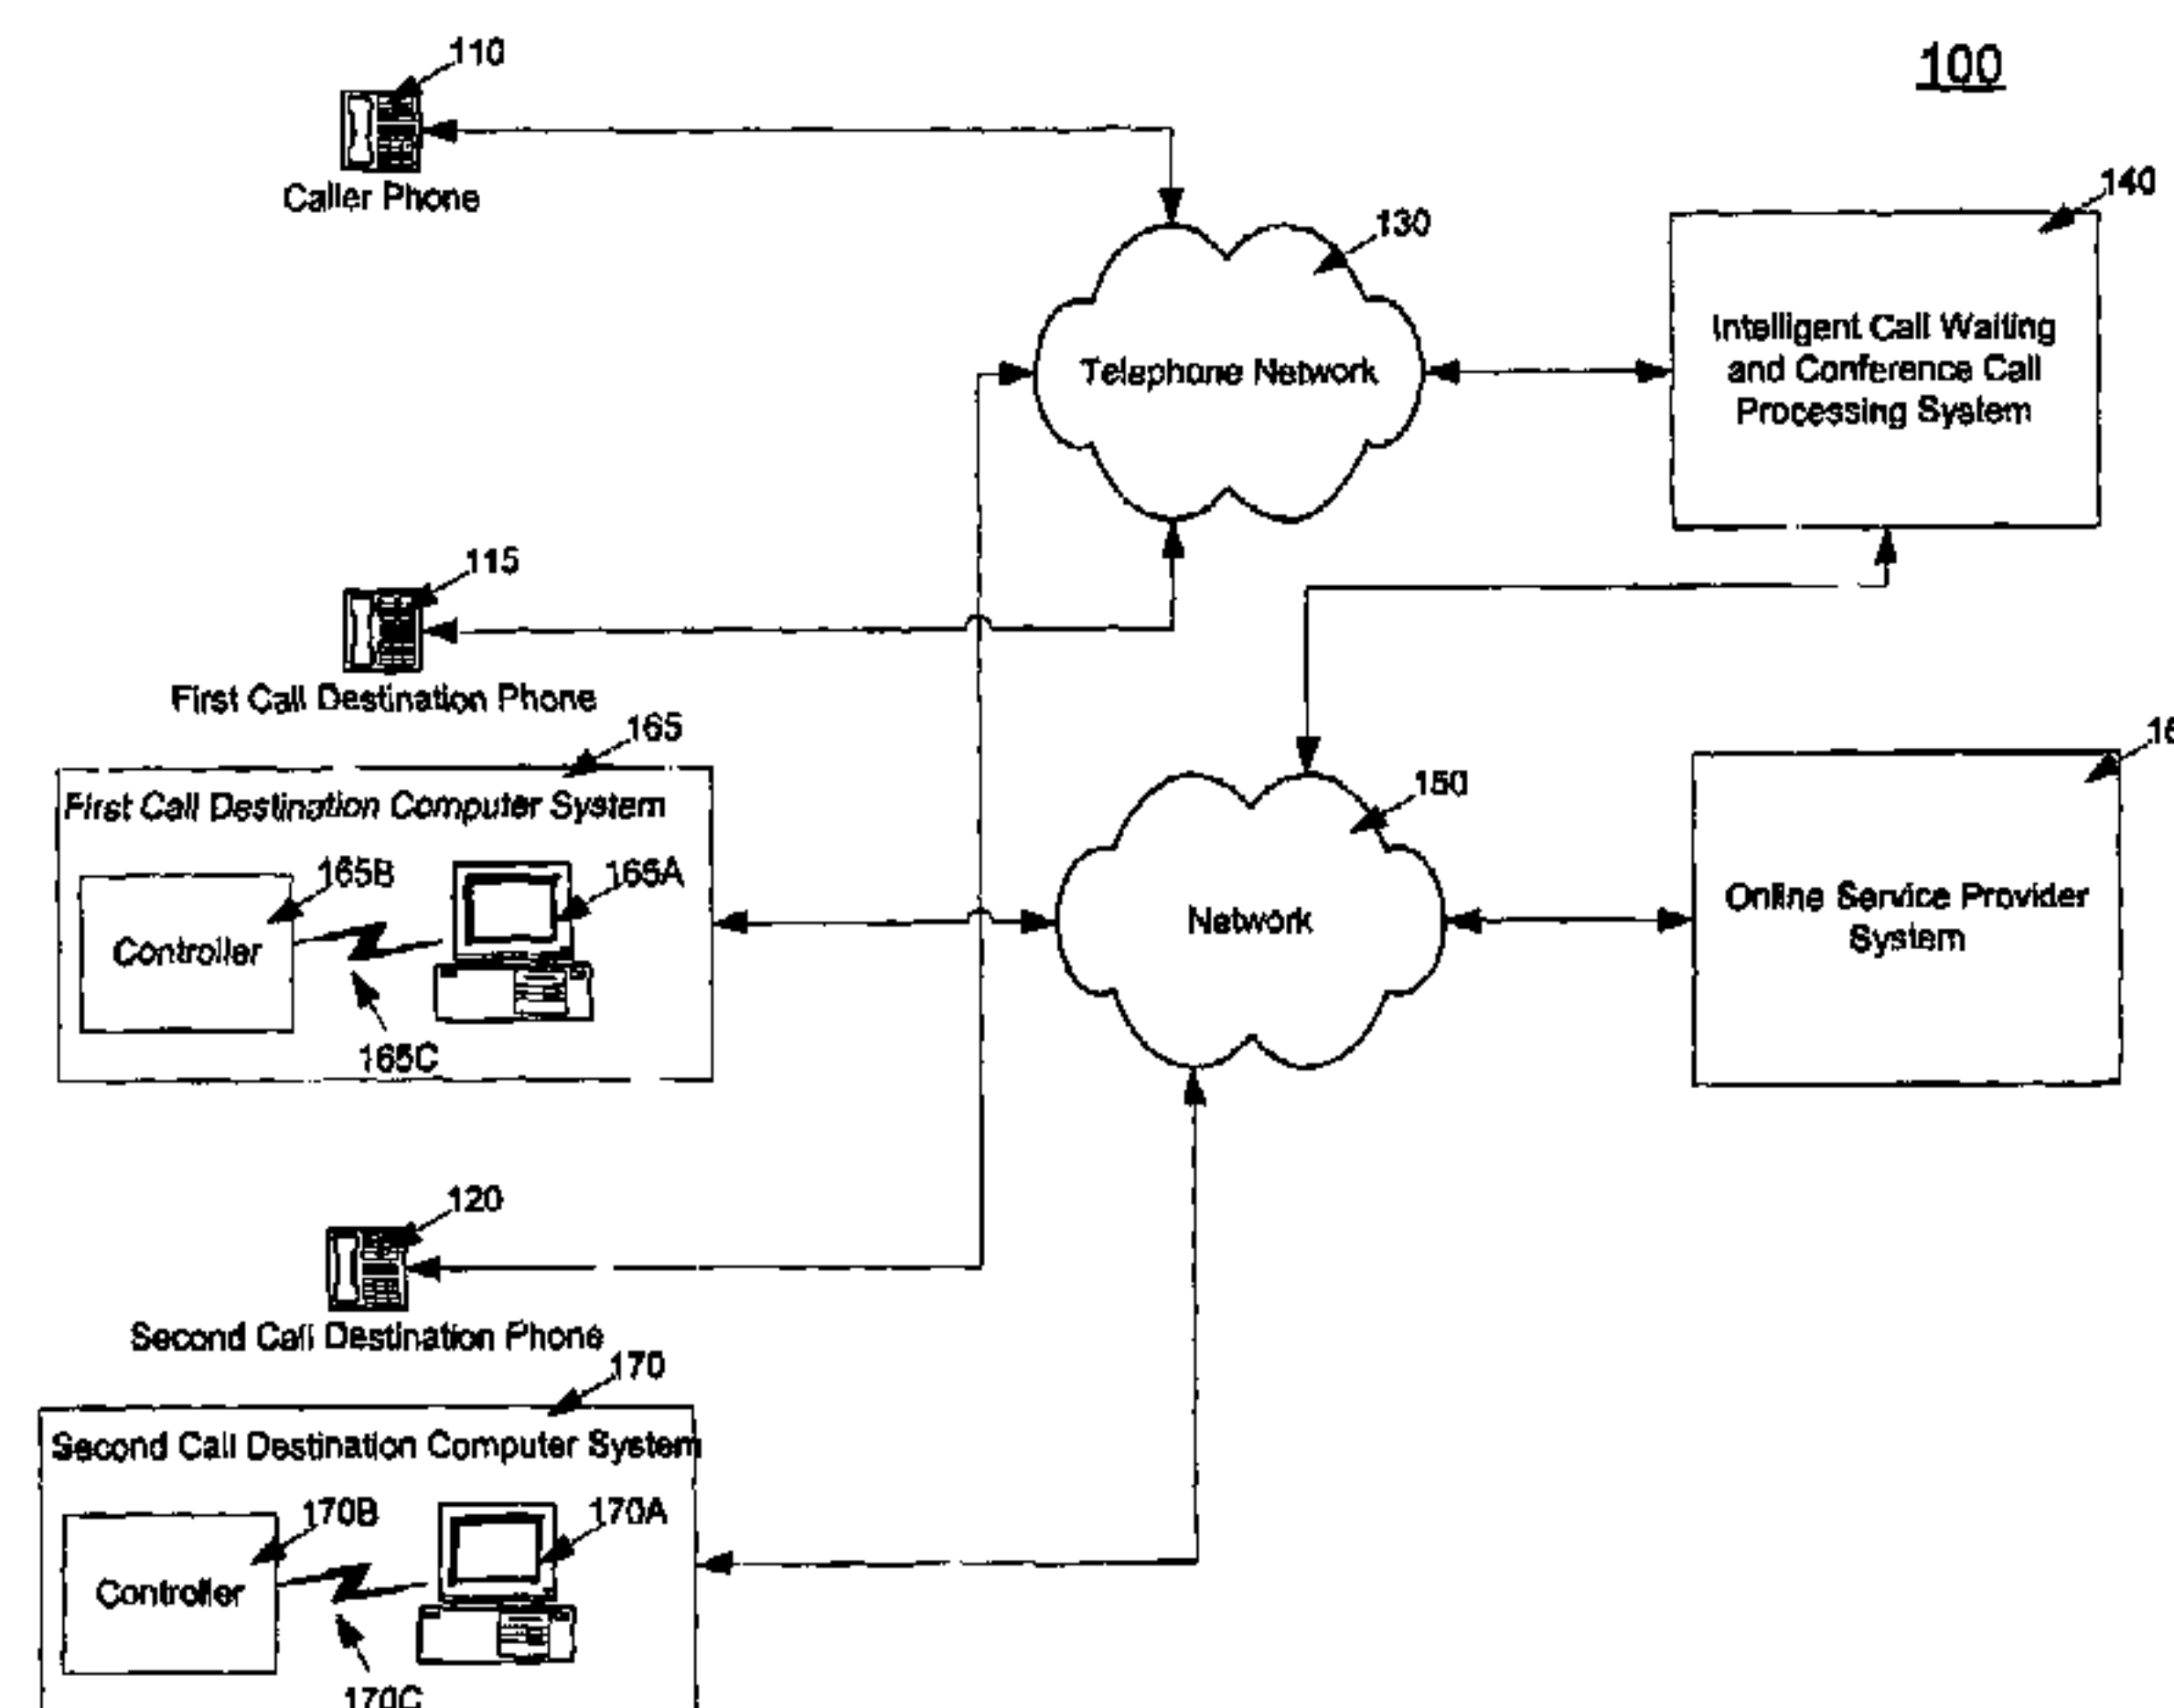 100
110
Caller Phone
130
Telephone Network
140
Intelligent Call Waiting
and Conference Call
Processing System
115
First Call Destination Phone
165
First Call Destination Computer System
165B
165A
Controller
165C
150
Network
Online Service Provider
System
120
Second Call Destination Phone
170
Second Call Destination Computer System
170B
170A
Controller
170C